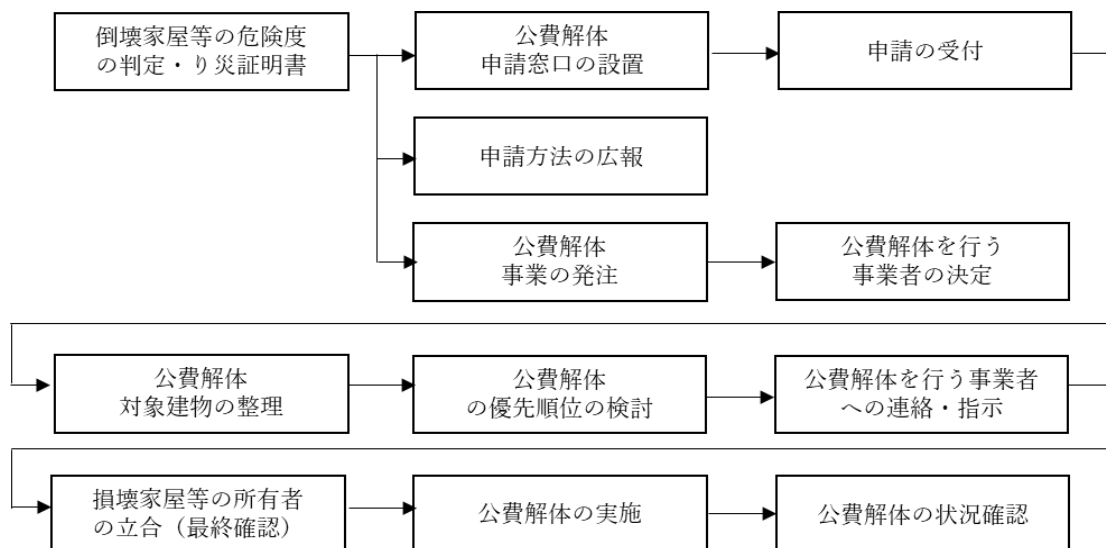 倒壊家屋等の危険度
の判定・り災証明書
公費解体
申請窓口の設置
申請の受付
申請方法の広報
公費解体
事業の発注
公費解体を行う
事業者の決定
公費解体
対象建物の整理
公費解体
の優先順位の検討
公費解体を行う事業者
への連絡・指示
損壊家屋等の所有者
の立合（最終確認）
公費解体の実施
公費解体の状況確認